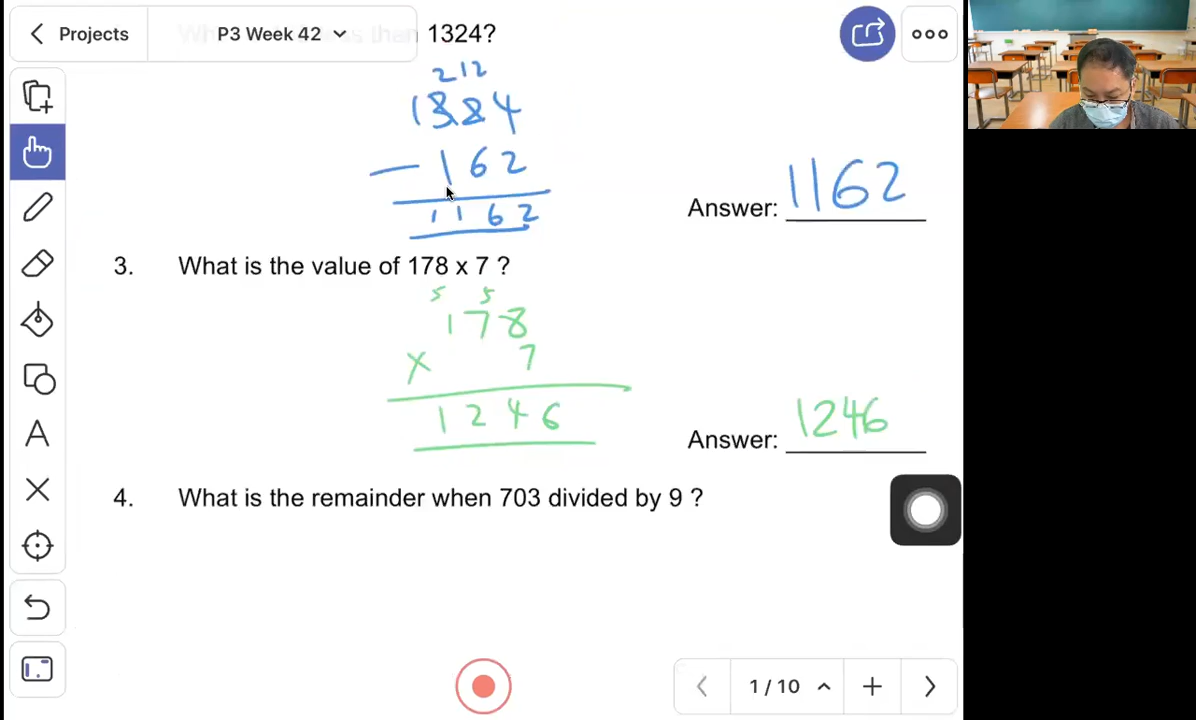 Projects
P3 Week 42
1324?
2 12
1324
— 162
1162
Answer: 1162
3. What is the value of 178 x 7 ?
5 5
178
X 7
1246
Answer: 1246
4. What is the remainder when 703 divided by 9 ?
A
1 / 10